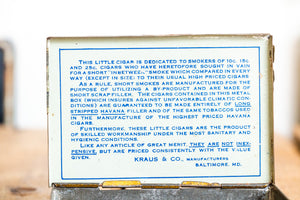 THIS LITTLE CIGAR IS DEDICATED TO SMOKERS OF 10¢, 15¢
AND 25¢, CIGARS WHO HAVE HERETOFORE SOUGHT IN VAIN
FOR A SHORT "INBETWEEN" SMOKE WHICH COMPARED IN EVERY
WAY (EXCEPT IN SIZE) TO THEIR USUAL HIGH PRICED CIGARS
AS A RULE, SHORT SMOKES ARE MANUFACTURED FOR THE
PURPOSE OF UTILIZING A BY-PRODUCT AND ARE MADE OF
SHORT SCRAP FILLER. THE CIGARS CONTAINED IN THIS METAL
BOX (WHICH INSURES AGAINST UNFAVORABLE CLIMATIC CON-
DITIONS) ARE GUARANTEED TO BE MADE ENTIRELY OF LONG
STRIPPED HAVANA FILLER AND OF THE SAME TOBACCOS USED
IN THE MANUFACTURE OF THE HIGHEST PRICED HAVANA
CIGARS.
FURTHERMORE, THESE LITTLE CIGARS ARE THE PRODUCT
OF SKILLED WORKMANSHIP UNDER THE MOST SANITARY AND
HYGIENIC CONDITIONS.
LIKE ANY ARTICLE OF GREAT MERIT, THEY ARE NOT INEX-
PENSIVE, BUT ARE PRICED CONSISTENTLY WITH THE VALUE
GIVEN.
KRAUS & CO., MANUFACTURERS
BALTIMORE, MD.